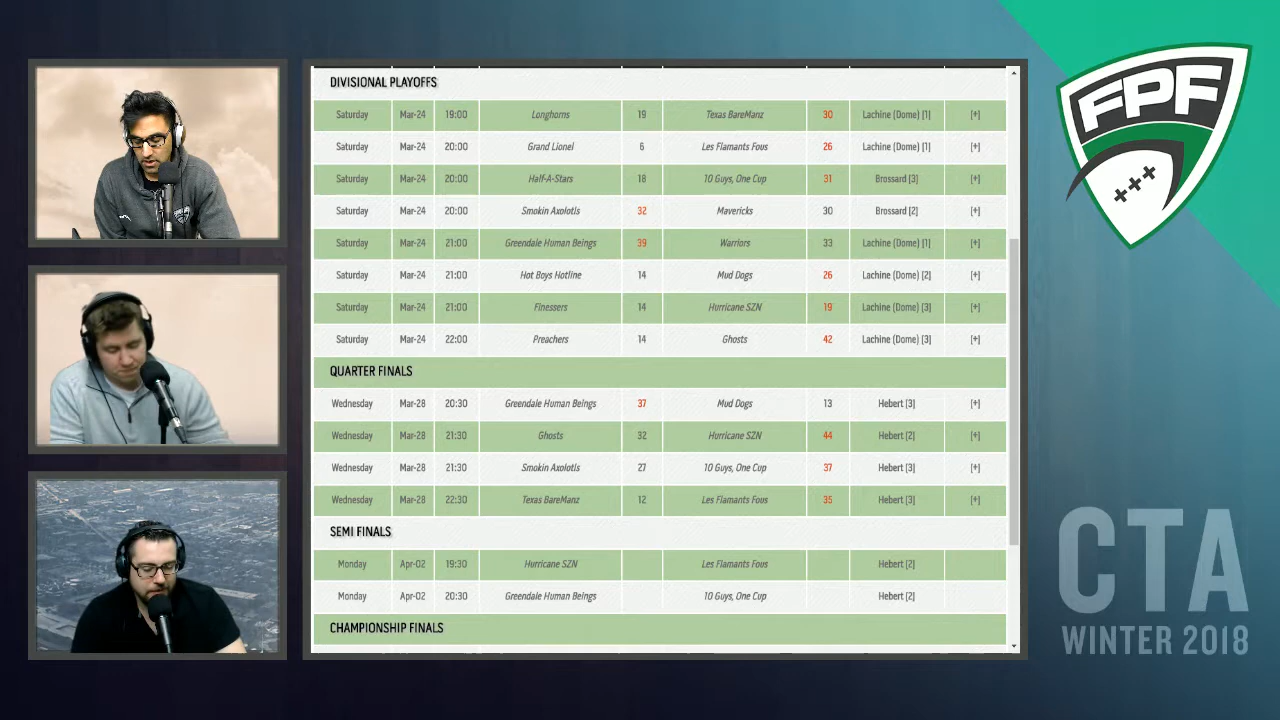 DIVISIONAL PLAYOFFS
Saturday Mar-24 19:00 Longhorns 19 Texas BareManz 30 Lachine (Dome) [1] [+]
Saturday Mar-24 20:00 Grand Lionel 6 Les Flamants Fous 26 Lachine (Dome) [1] [+]
Saturday Mar-24 20:00 Half-A-Stars 18 10 Guys, One Cup 31 Brossard [3] [+]
Saturday Mar-24 20:00 Smokin Axolotls 32 Mavericks 30 Brossard [2] [+]
Saturday Mar-24 21:00 Greendale Human Beings 39 Warriors 33 Lachine (Dome) [1] [+]
Saturday Mar-24 21:00 Hot Boys Hotline 14 Mud Dogs 26 Lachine (Dome) [2] [+]
Saturday Mar-24 21:00 Finessers 14 Hurricane SZN 19 Lachine (Dome) [3] [+]
Saturday Mar-24 22:00 Preachers 14 Ghosts 42 Lachine (Dome) [3] [+]
QUARTER FINALS
Wednesday Mar-28 20:30 Greendale Human Beings 37 Mud Dogs 13 Hebert [3] [+]
Wednesday Mar-28 21:30 Ghosts 32 Hurricane SZN 44 Hebert [2] [+]
Wednesday Mar-28 21:30 Smokin Axolotls 27 10 Guys, One Cup 37 Hebert [3] [+]
Wednesday Mar-28 22:30 Texas BareManz 12 Les Flamants Fous 35 Hebert [3] [+]
SEMI FINALS
Monday Apr-02 19:30 Hurricane SZN Les Flamants Fous Hebert [2]
Monday Apr-02 20:30 Greendale Human Beings 10 Guys, One Cup Hebert [2]
CHAMPIONSHIP FINALS
FPF
CTA
WINTER 2018